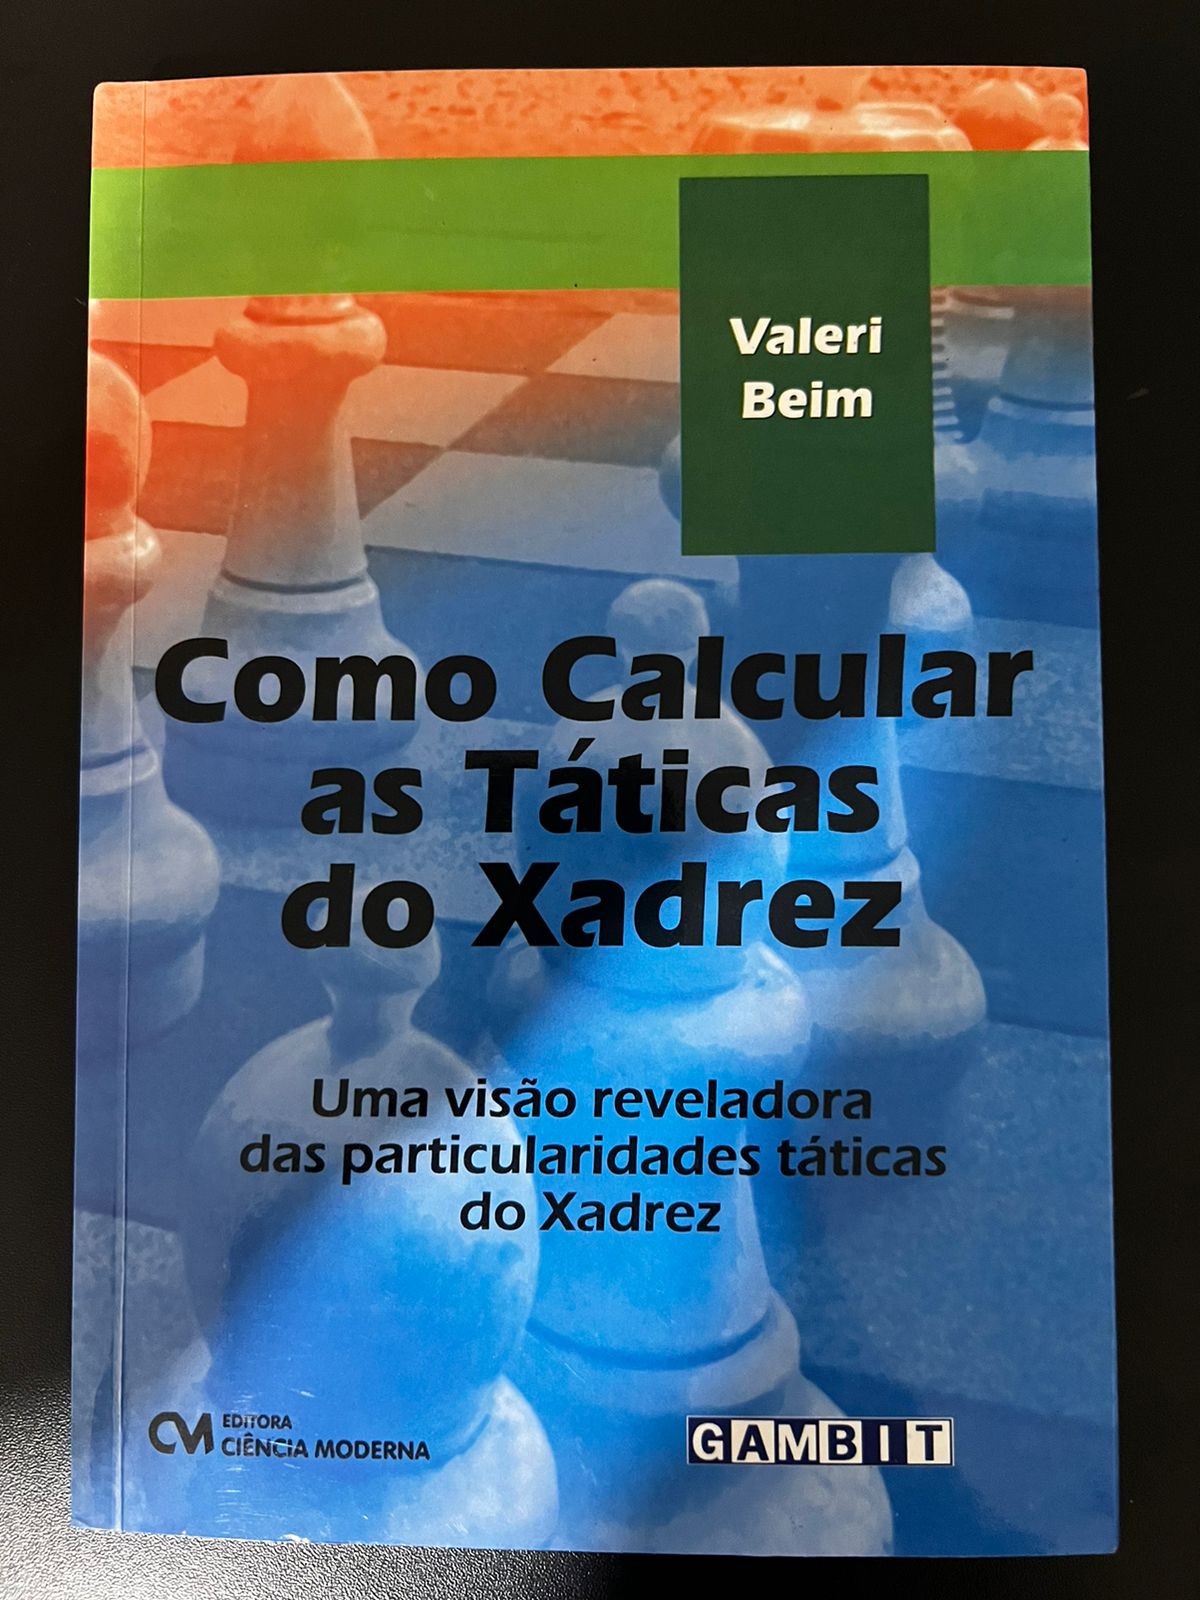 Valeri
Beim
Como Calcular
as Táticas
do Xadrez
Uma visão reveladora
das particularidades táticas
do Xadrez
CM EDITORA
CIÊNCIA MODERNA
GAMBIT